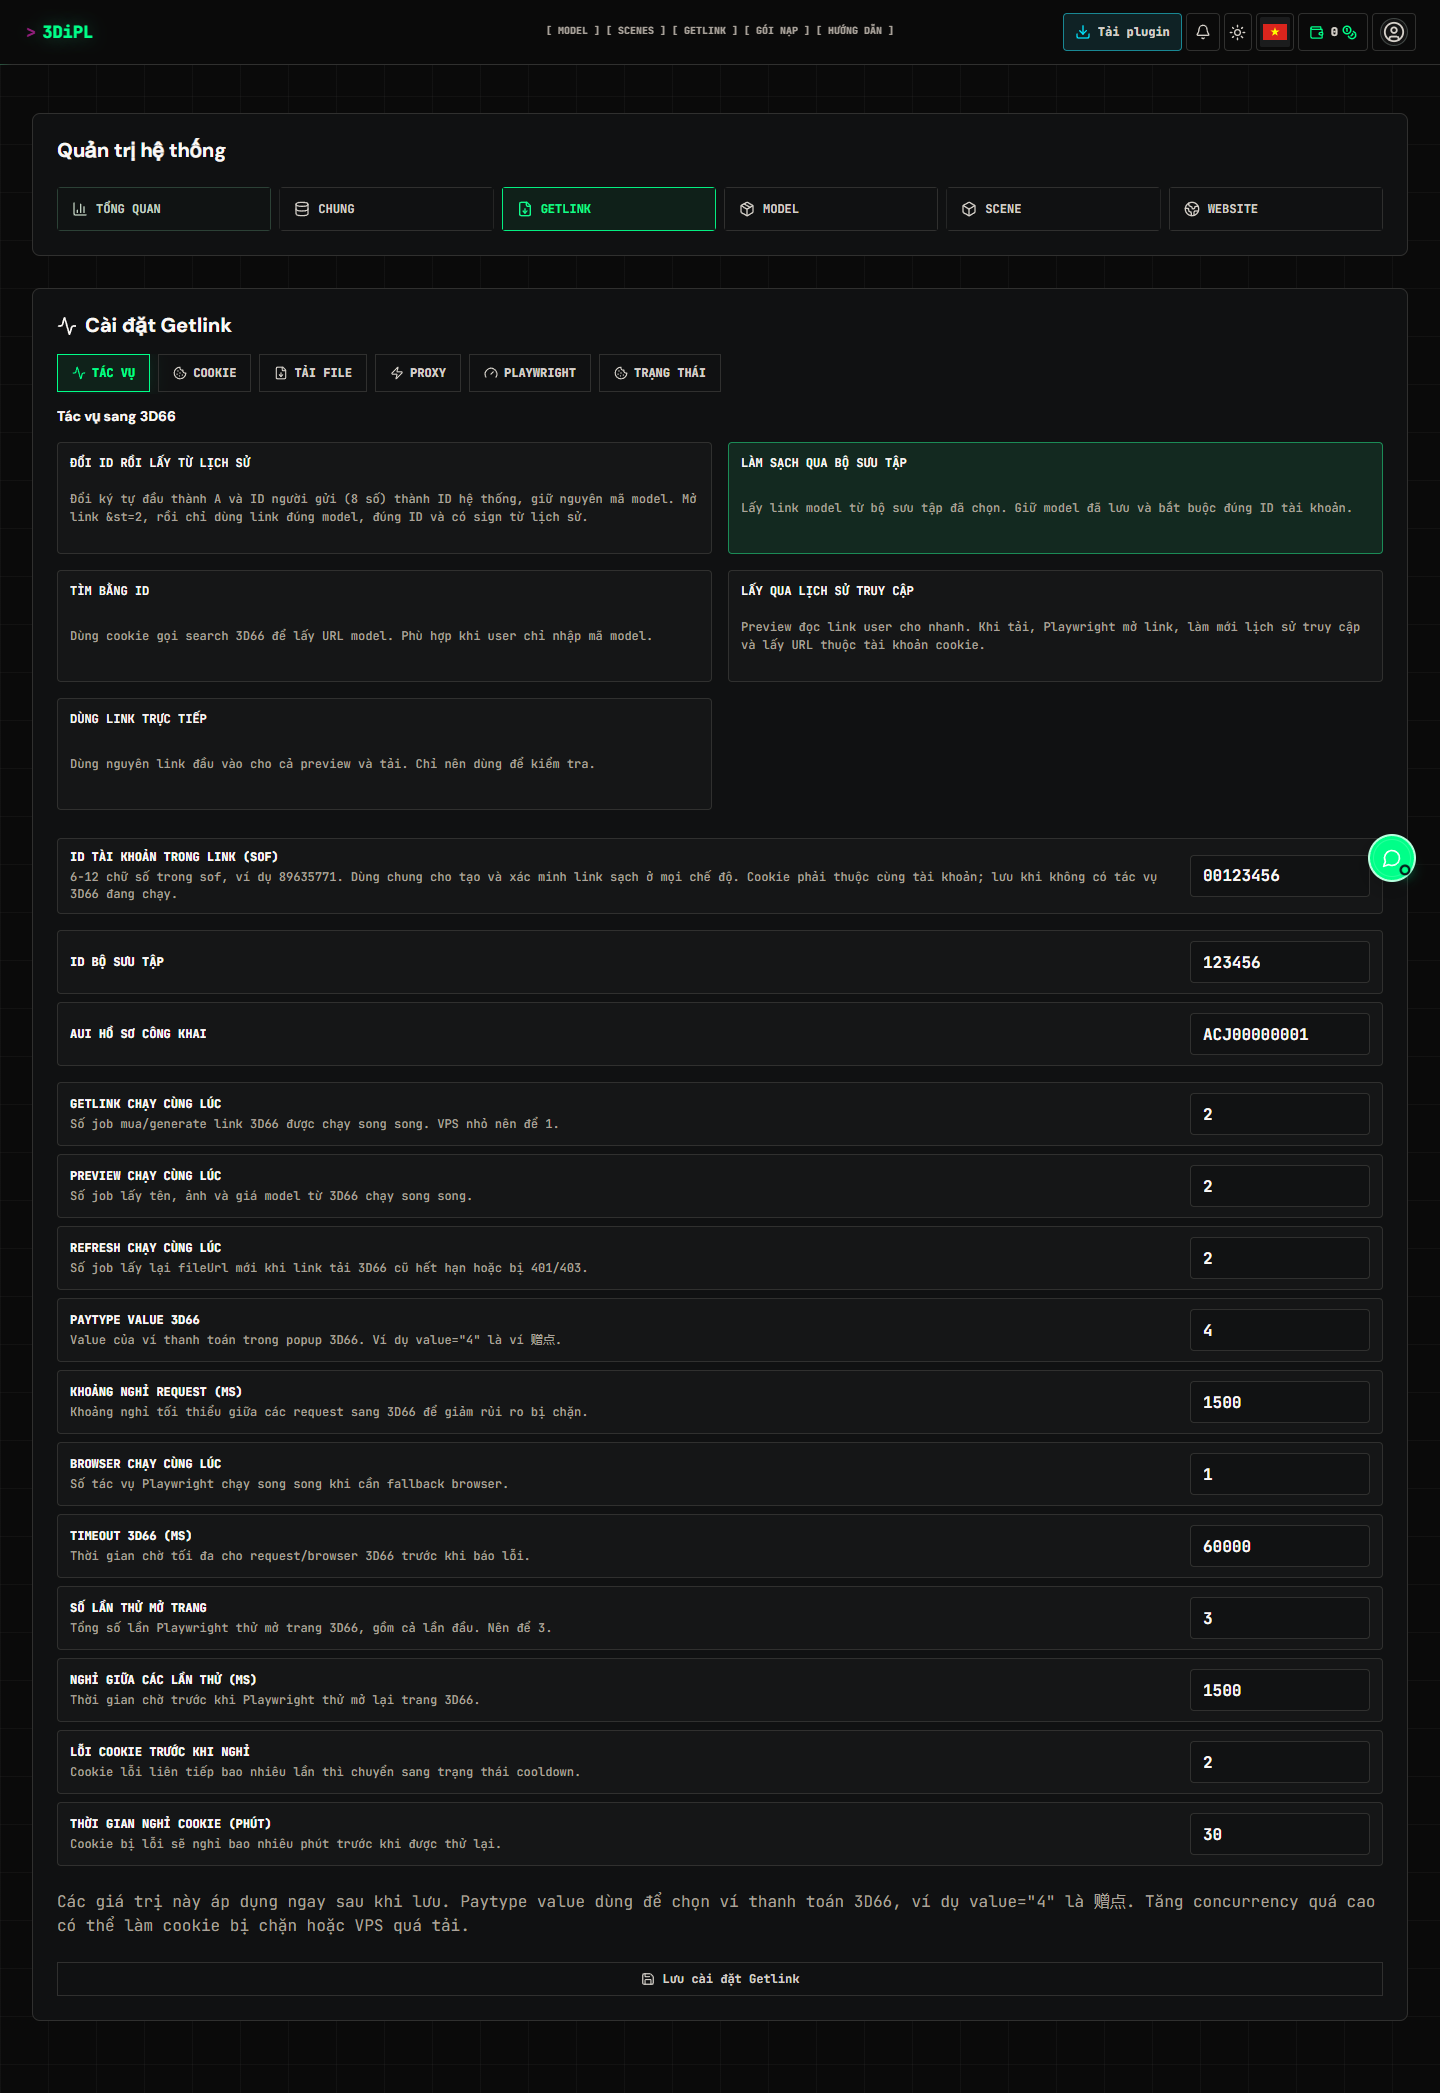 > 3DiPL
[ MODEL ] [ SCENES ] [ GETLINK ] [ GÓI NẠP ] [ HƯỚNG DẪN ]
Tải plugin
0
Quản trị hệ thống
TỔNG QUAN
CHUNG
GETLINK
MODEL
SCENE
WEBSITE
Cài đặt Getlink
TÁC VỤ
COOKIE
TẢI FILE
PROXY
PLAYWRIGHT
TRẠNG THÁI
Tác vụ sang 3D66
ĐỔI ID RỒI LẤY TỪ LỊCH SỬ
Đổi ký tự đầu thành A và ID người gửi (8 số) thành ID hệ thống, giữ nguyên mã model. Mở
link &st=2, rồi chỉ dùng link đúng model, đúng ID và có sign từ lịch sử.
LÀM SẠCH QUA BỘ SƯU TẬP
Lấy link model từ bộ sưu tập đã chọn. Giữ model đã lưu và bắt buộc đúng ID tài khoản.
TÌM BẰNG ID
Dùng cookie gọi search 3D66 để lấy URL model. Phù hợp khi user chỉ nhập mã model.
LẤY QUA LỊCH SỬ TRUY CẬP
Preview đọc link user cho nhanh. Khi tải, Playwright mở link, làm mới lịch sử truy cập
và lấy URL thuộc tài khoản cookie.
DÙNG LINK TRỰC TIẾP
Dùng nguyên link đầu vào cho cả preview và tải. Chỉ nên dùng để kiểm tra.
ID TÀI KHOẢN TRONG LINK (SOF)
6-12 chữ số trong sof, ví dụ 89635771. Dùng chung cho tạo và xác minh link sạch ở mọi chế độ. Cookie phải thuộc cùng tài khoản; lưu khi không có tác vụ
3D66 đang chạy.
00123456
ID BỘ SƯU TẬP
123456
AUI HỒ SƠ CÔNG KHAI
ACJ00000001
GETLINK CHẠY CÙNG LÚC
Số job mua/generate link 3D66 được chạy song song. VPS nhỏ nên để 1.
2
PREVIEW CHẠY CÙNG LÚC
Số job lấy tên, ảnh và giá model từ 3D66 chạy song song.
2
REFRESH CHẠY CÙNG LÚC
Số job lấy lại fileUrl mới khi link tải 3D66 cũ hết hạn hoặc bị 401/403.
2
PAYTYPE VALUE 3D66
Value của ví thanh toán trong popup 3D66. Ví dụ value="4" là ví 赠点.
4
KHOẢNG NGHỈ REQUEST (MS)
Khoảng nghỉ tối thiểu giữa các request sang 3D66 để giảm rủi ro bị chặn.
1500
BROWSER CHẠY CÙNG LÚC
Số tác vụ Playwright chạy song song khi cần fallback browser.
1
TIMEOUT 3D66 (MS)
Thời gian chờ tối đa cho request/browser 3D66 trước khi báo lỗi.
60000
SỐ LẦN THỬ MỞ TRANG
Tổng số lần Playwright thử mở trang 3D66, gồm cả lần đầu. Nên để 3.
3
NGHỈ GIỮA CÁC LẦN THỬ (MS)
Thời gian chờ trước khi Playwright thử mở lại trang 3D66.
1500
LỖI COOKIE TRƯỚC KHI NGHỈ
Cookie lỗi liên tiếp bao nhiêu lần thì chuyển sang trạng thái cooldown.
2
THỜI GIAN NGHỈ COOKIE (PHÚT)
Cookie bị lỗi sẽ nghỉ bao nhiêu phút trước khi được thử lại.
30
Các giá trị này áp dụng ngay sau khi lưu. Paytype value dùng để chọn ví thanh toán 3D66, ví dụ value="4" là 赠点. Tăng concurrency quá cao
có thể làm cookie bị chặn hoặc VPS quá tải.
Lưu cài đặt Getlink